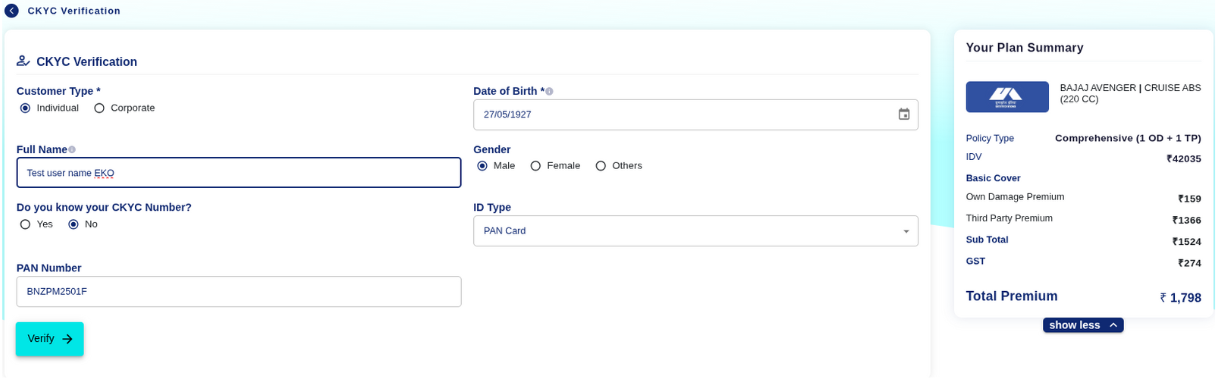 CKYC Verification
CKYC Verification
Customer Type *
Individual
Corporate
Date of Birth *
27/05/1927
Full Name
Test user name EKO
Gender
Male
Female
Others
Do you know your CKYC Number?
Yes
No
ID Type
PAN Card
PAN Number
BNZPM2501F
Verify
Your Plan Summary
BAJAJ AVENGER | CRUISE ABS
(220 CC)
Policy Type Comprehensive (1 OD + 1 TP)
IDV ₹42035
Basic Cover
Own Damage Premium ₹159
Third Party Premium ₹1366
Sub Total ₹1524
GST ₹274
Total Premium ₹ 1,798
show less